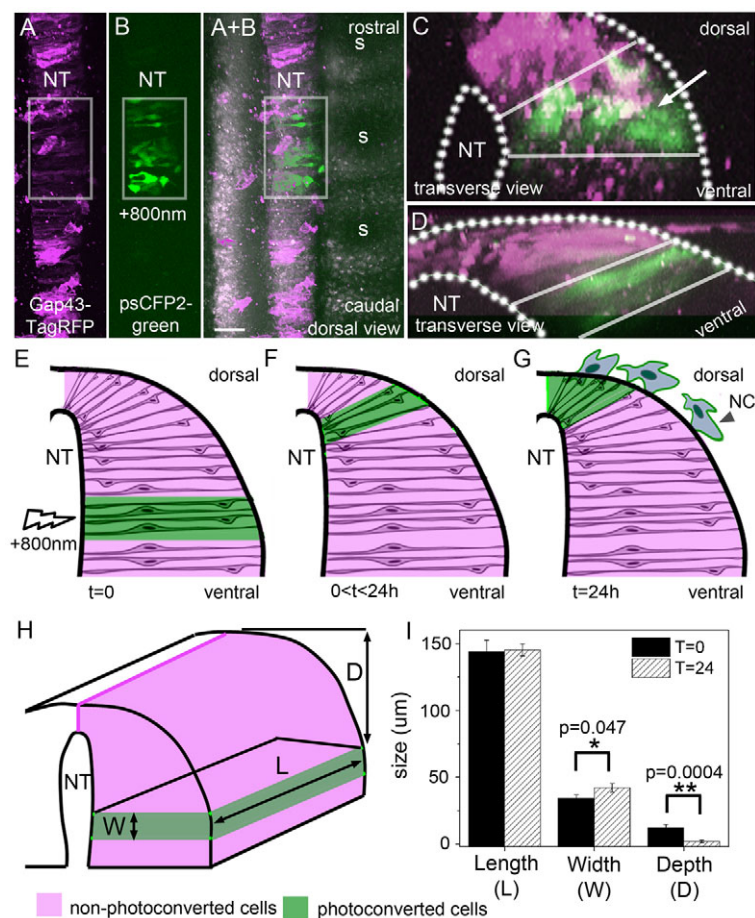 A
NT
Gap43-
TagRFP
B
NT
+800nm
psCFP2-
green
A+B
rostral
s
NT
s
s
caudal
dorsal view
C
dorsal
NT
transverse view
ventral
D
NT
transverse view
ventral
E
dorsal
NT
+800nm
t=0
ventral
F
dorsal
NT
0<t<24h
ventral
G
dorsal
NC
NT
t=24h
ventral
H
D
NT
L
W
I
150
100
50
0
size (um)
T=0
T=24
p=0.047
*
p=0.0004
**
Length
(L)
Width
(W)
Depth
(D)
non-photoconverted cells
photoconverted cells